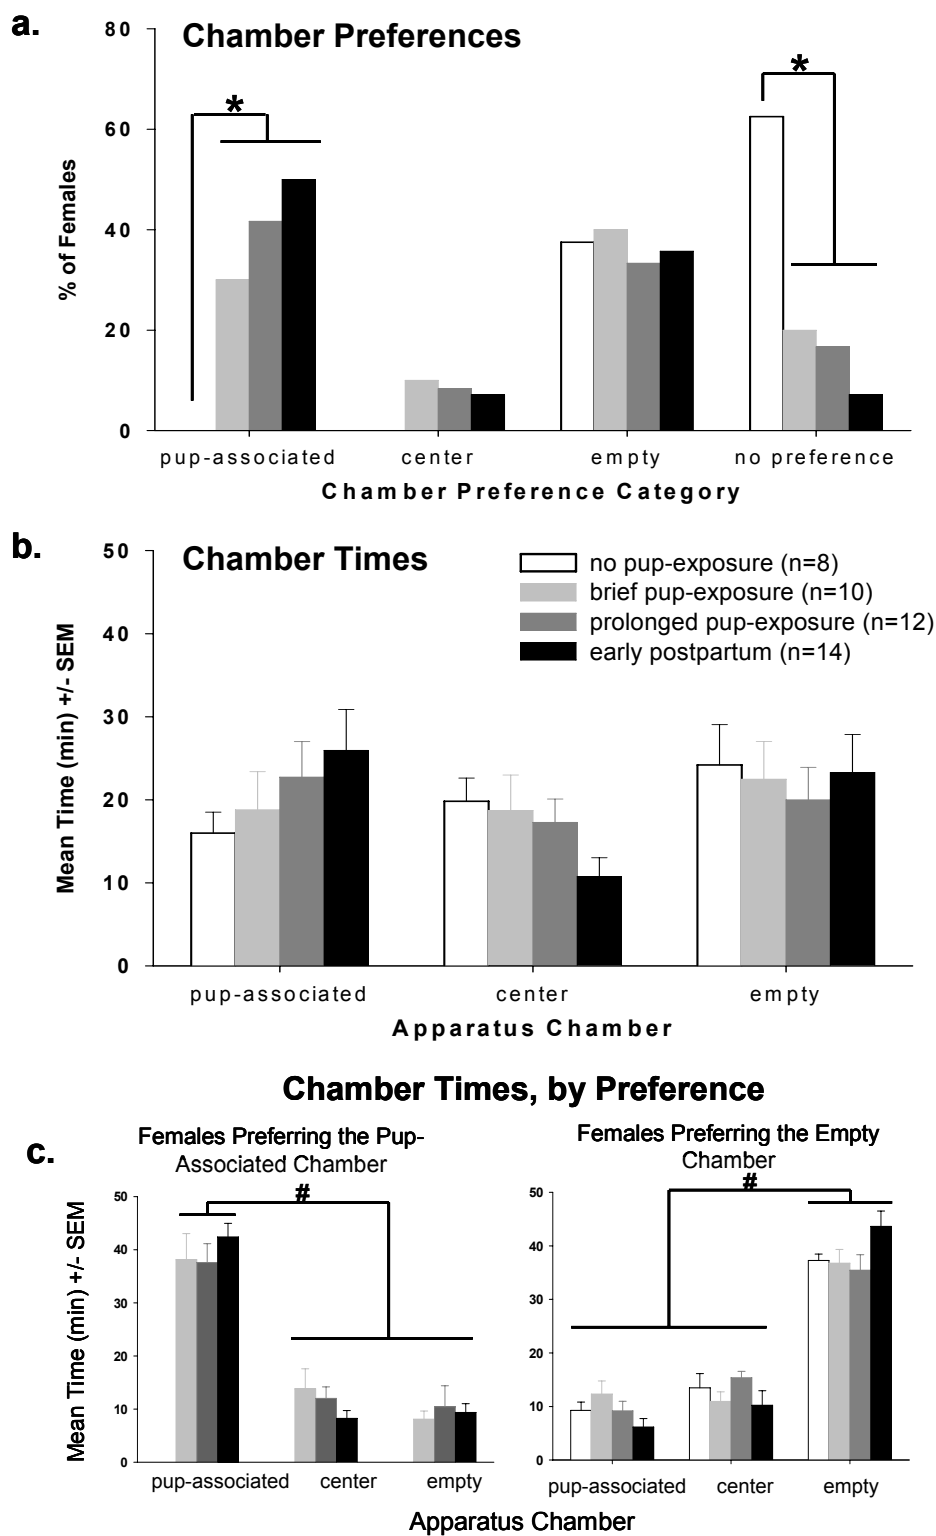 a.
Chamber Preferences
80
60
40
20
0
% of Females
*
*
pup-associated center empty no preference
Chamber Preference Category
b.
Chamber Times
50
40
30
20
10
0
Mean Time (min) +/- SEM
no pup-exposure (n=8)
brief pup-exposure (n=10)
prolonged pup-exposure (n=12)
early postpartum (n=14)
pup-associated center empty
Apparatus Chamber
Chamber Times, by Preference
c.
Females Preferring the Pup-
Associated Chamber
#
50
40
30
20
10
0
Mean Time (min) +/- SEM
pup-associated center empty
Females Preferring the Empty
Chamber
#
50
40
30
20
10
0
pup-associated center empty
Apparatus Chamber